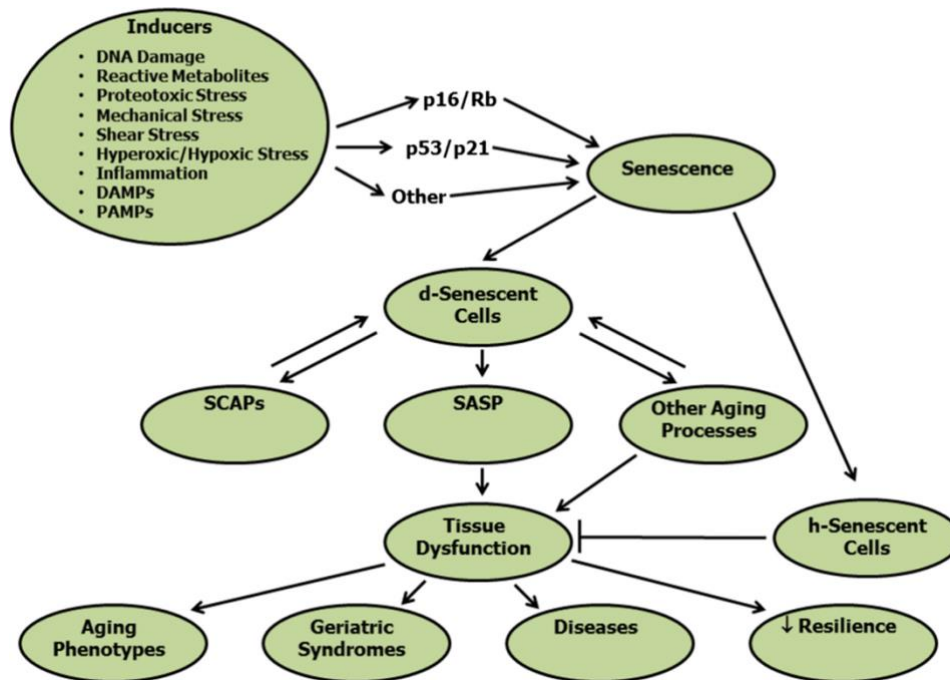 Inducers
• DNA Damage
• Reactive Metabolites
• Proteotoxic Stress
• Mechanical Stress
• Shear Stress
• Hyperoxic/Hypoxic Stress
• Inflammation
• DAMPs
• PAMPs
p16/Rb
p53/p21
Other
Senescence
d-Senescent
Cells
SCAPs
SASP
Other Aging
Processes
Tissue
Dysfunction
h-Senescent
Cells
Aging
Phenotypes
Geriatric
Syndromes
Diseases
↓ Resilience